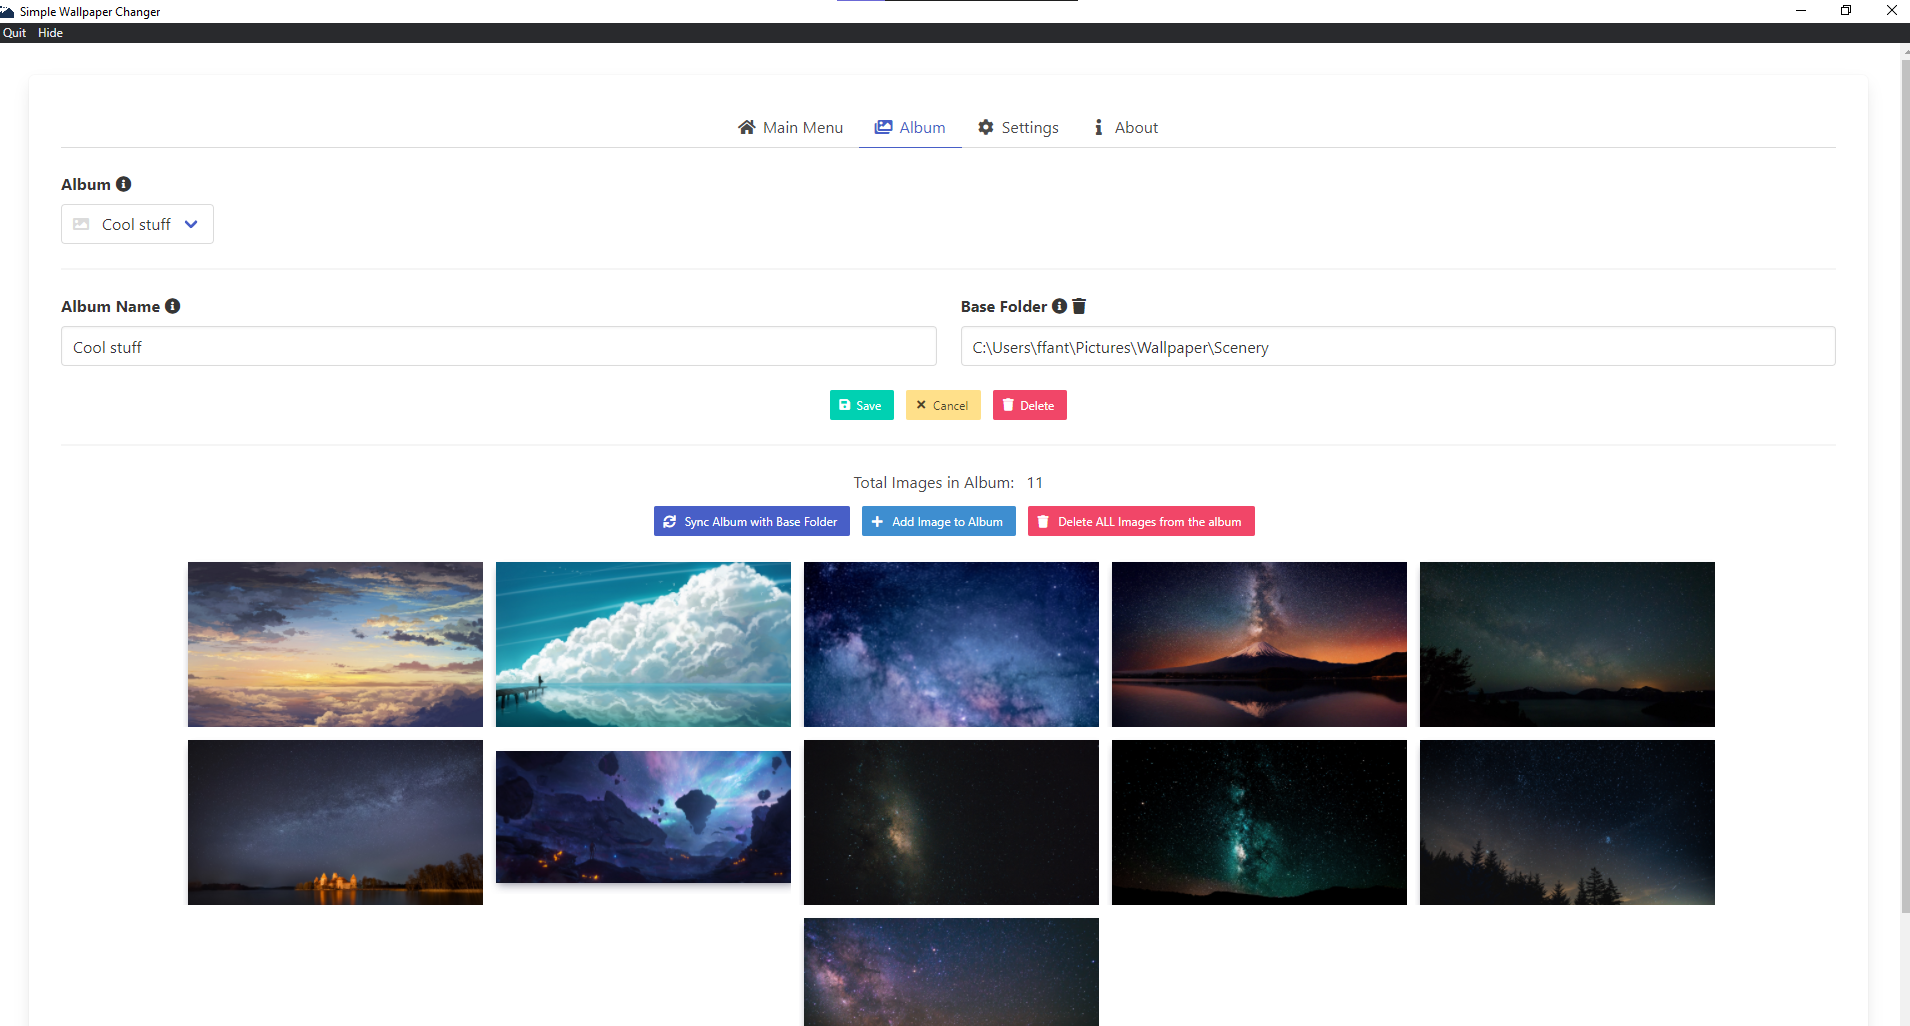 Simple Wallpaper Changer
Quit Hide
Main Menu Album Settings About
Album
Cool stuff
Album Name Base Folder
Cool stuff C:\Users\ffant\Pictures\Wallpaper\Scenery
Save Cancel Delete
Total Images in Album: 11
Sync Album with Base Folder Add Image to Album Delete ALL Images from the album